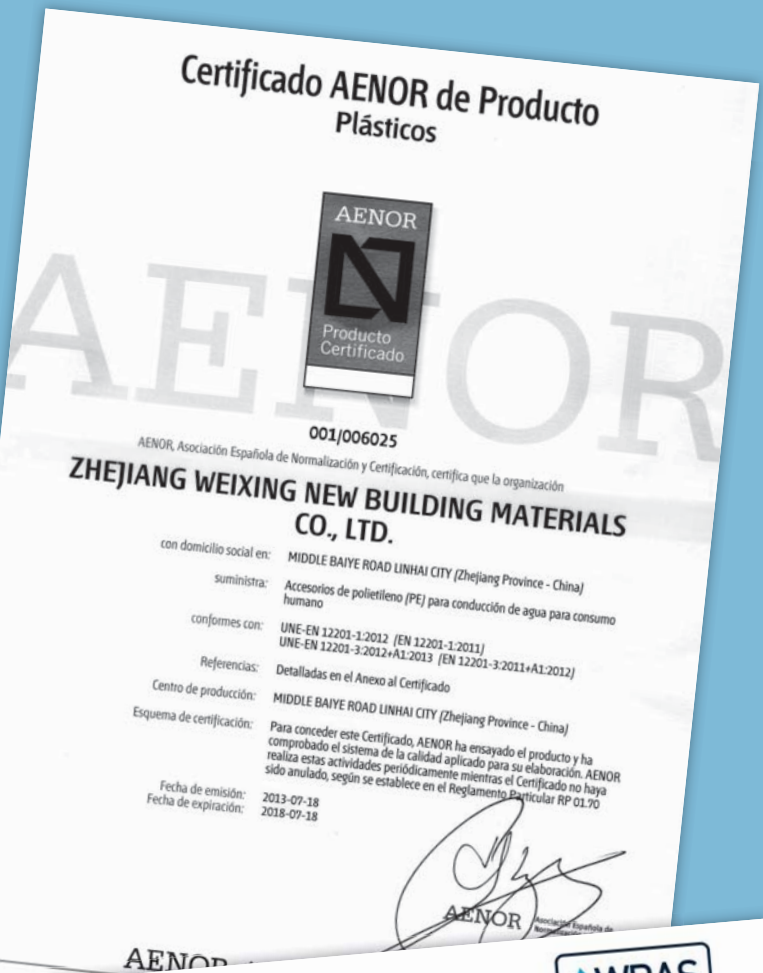 Certificado AENOR de Producto
Plásticos
AENOR
AENOR
Producto
Certificado
001/006025
AENOR, Asociación Española de Normalización y Certificación, certifica que la organización
ZHEJIANG WEIXING NEW BUILDING MATERIALS
CO., LTD.
con domicilio social en: MIDDLE BAIYE ROAD LINHAI CITY (Zhejiang Province - China)
suministra: Accesorios de polietileno (PE) para conducción de agua para consumo
humano
conformes con: UNE-EN 12201-1:2012 (EN 12201-1:2011)
UNE-EN 12201-3:2012+A1:2013 (EN 12201-3:2011+A1:2012)
Referencias: Detalladas en el Anexo al Certificado
Centro de producción: MIDDLE BAIYE ROAD LINHAI CITY (Zhejiang Province - China)
Esquema de certificación: Para conceder este Certificado, AENOR ha ensayado el producto y ha
comprobado el sistema de la calidad aplicado para su elaboración. AENOR
realiza estas actividades periódicamente mientras el Certificado no haya
sido anulado, según se establece en el Reglamento Particular RP 01.70
Fecha de emisión: 2013-07-18
Fecha de expiración: 2018-07-18
AENOR Asociación Española de
AENOR
WRAS